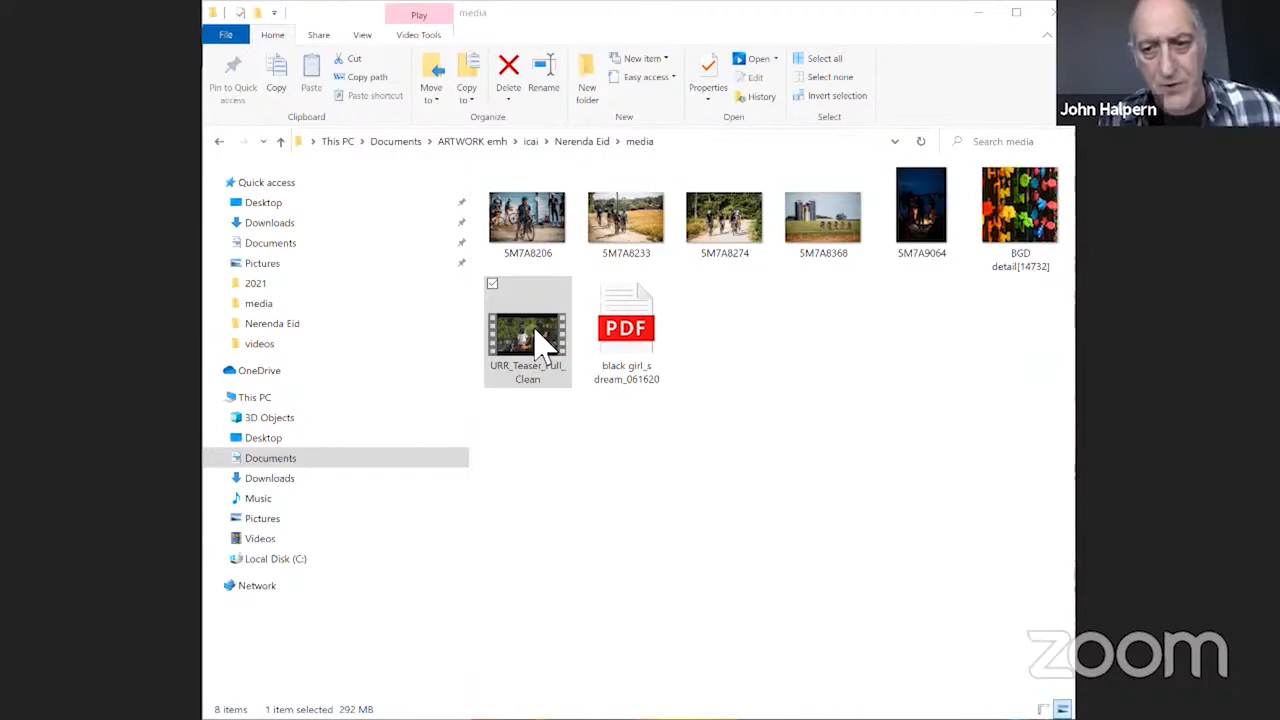 Play
media
File
Home
Share
View
Video Tools
Pin to Quick
access
Copy
Paste
Cut
Copy path
Paste shortcut
Clipboard
Move
to
Copy
to
Delete
Rename
Organize
New
folder
New item
Easy access
New
Properties
Open
Edit
History
Open
Select all
Select none
Invert selection
Select
John Halpern
This PC
Documents
ARTWORK emh
icai
Nerenda Eid
media
Search media
Quick access
Desktop
Downloads
Documents
Pictures
2021
media
Nerenda Eid
videos
OneDrive
This PC
3D Objects
Desktop
Documents
Downloads
Music
Pictures
Videos
Local Disk (C:)
Network
5M7A8206
5M7A8233
5M7A8274
5M7A8368
5M7A9064
BGD
detail[14732]
URR_Teaser_Full_
Clean
PDF
black girl_s
dream_061620
zoom
8 items
1 item selected
292 MB